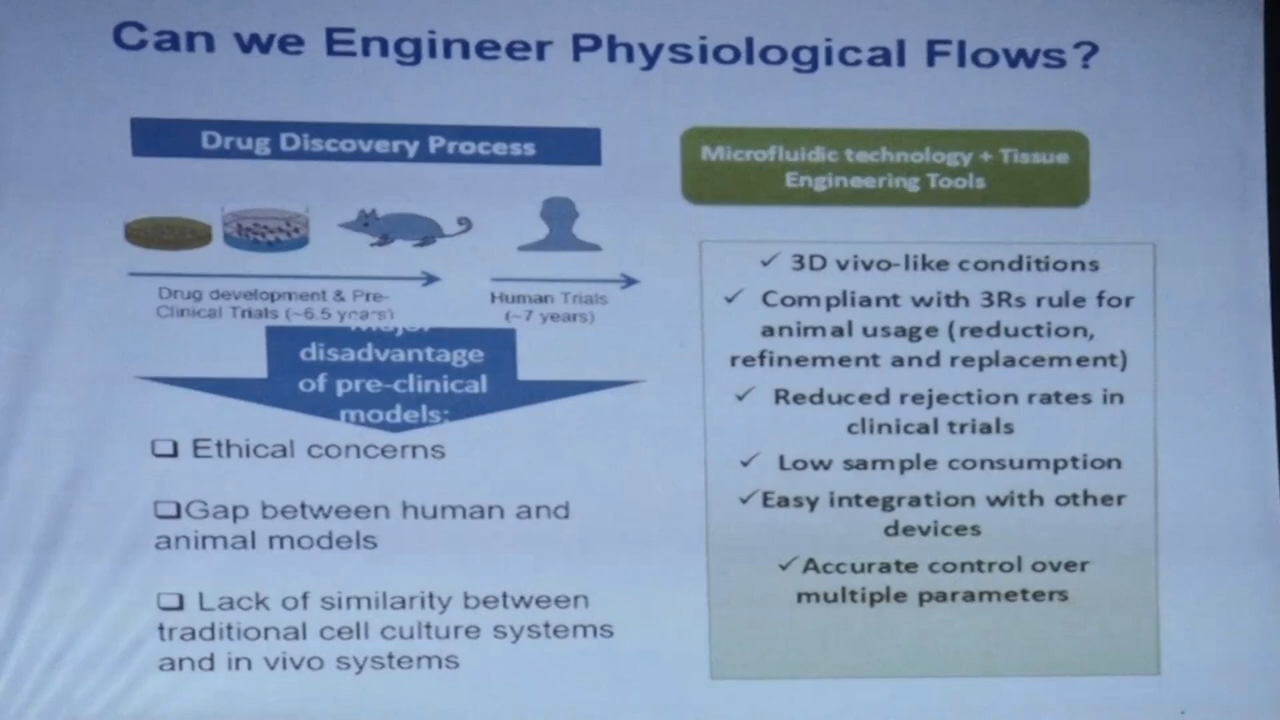 Can we Engineer Physiological Flows?
Drug Discovery Process
Drug development & Pre-
Clinical Trials (~6.5 years)
Human Trials
(~7 years)
Major
disadvantage
of pre-clinical
models:
❑ Ethical concerns
❑Gap between human and
animal models
❑ Lack of similarity between
traditional cell culture systems
and in vivo systems
Microfluidic technology + Tissue
Engineering Tools
✓ 3D vivo-like conditions
✓ Compliant with 3Rs rule for
animal usage (reduction,
refinement and replacement)
✓ Reduced rejection rates in
clinical trials
✓ Low sample consumption
✓Easy integration with other
devices
✓Accurate control over
multiple parameters